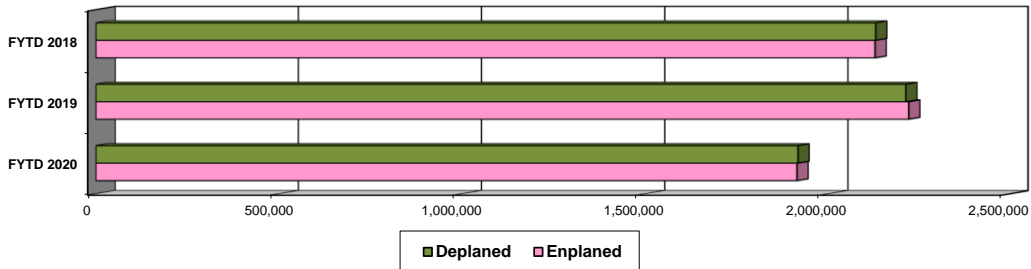 FYTD 2018
FYTD 2019
FYTD 2020
0 500,000 1,000,000 1,500,000 2,000,000 2,500,000
Deplaned Enplaned